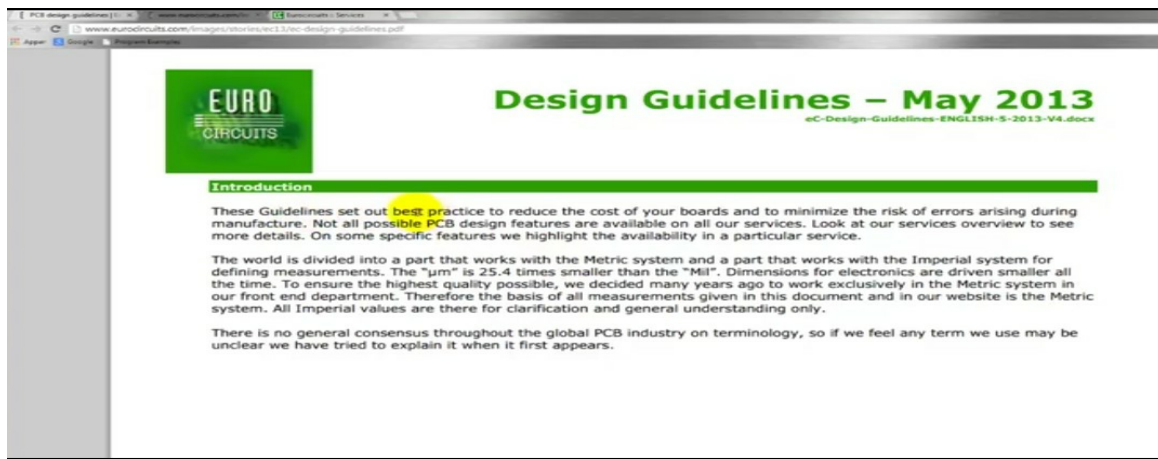 PCB design guidelines |
Eurocircuits - Services
www.eurocircuits.com/images/stories/ec13/ec-design-guidelines.pdf
Apper Google Program Examples
EURO
CIRCUITS
Design Guidelines – May 2013
eC-Design-Guidelines-ENGLISH-5-2013-V4.docx
Introduction
These Guidelines set out best practice to reduce the cost of your boards and to minimize the risk of errors arising during
manufacture. Not all possible PCB design features are available on all our services. Look at our services overview to see
more details. On some specific features we highlight the availability in a particular service.
The world is divided into a part that works with the Metric system and a part that works with the Imperial system for
defining measurements. The "µm" is 25.4 times smaller than the "Mil". Dimensions for electronics are driven smaller all
the time. To ensure the highest quality possible, we decided many years ago to work exclusively in the Metric system in
our front end department. Therefore the basis of all measurements given in this document and in our website is the Metric
system. All Imperial values are there for clarification and general understanding only.
There is no general consensus throughout the global PCB industry on terminology, so if we feel any term we use may be
unclear we have tried to explain it when it first appears.